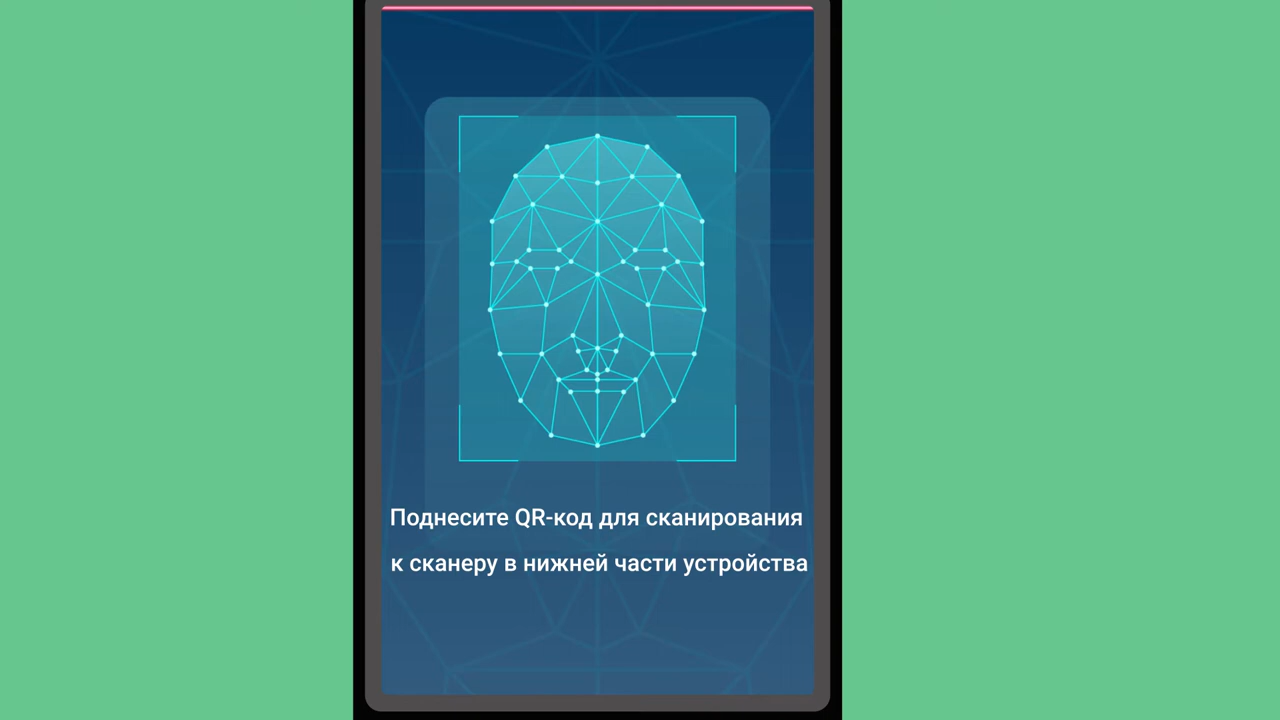 Поднесите QR-код для сканирования
к сканеру в нижней части устройства